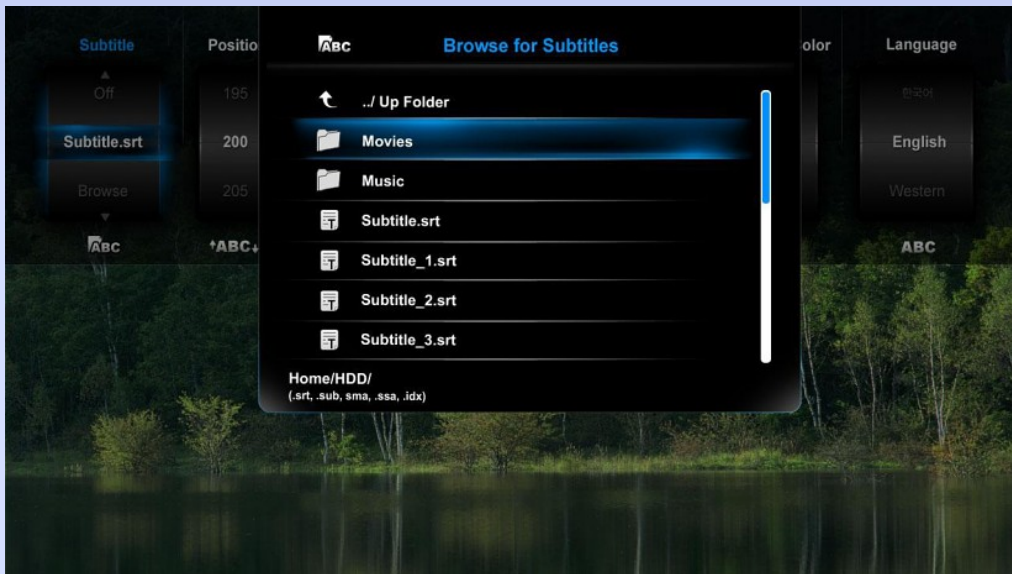 Subtitle
Off
Subtitle.srt
Browse
ABC
Positio
195
200
205
ABC
ABC
Browse for Subtitles
../ Up Folder
Movies
Music
Subtitle.srt
Subtitle_1.srt
Subtitle_2.srt
Subtitle_3.srt
Home/HDD/
(.srt, .sub, sma, .ssa, .idx)
olor
Language
한국어
English
Western
ABC